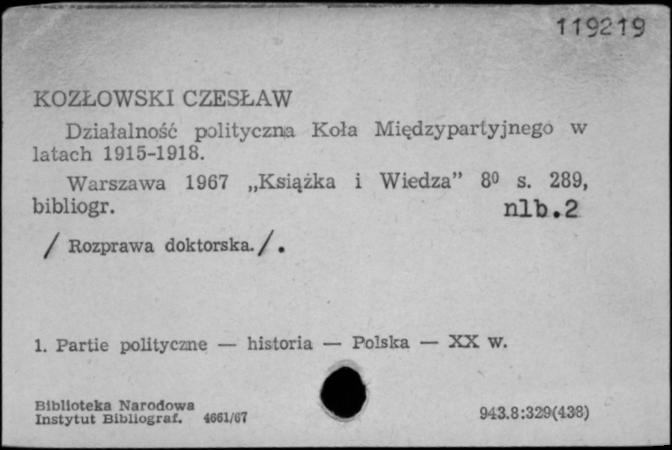 119219
KOZŁOWSKI CZESŁAW
Działalność polityczna Koła Międzypartyjnego w
latach 1915-1918.
Warszawa 1967 „Książka i Wiedza” 8⁰ s. 289,
bibliogr. nlb.2
/ Rozprawa doktorska./.
1. Partie polityczne — historia — Polska — XX w.
Biblioteka Narodowa
Instytut Bibliograf. 4661/67 943.8:329(438)